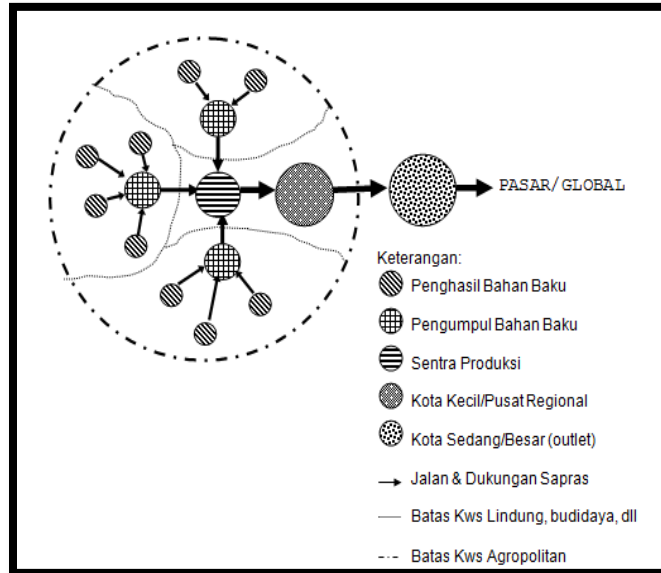 PASAR/GLOBAL
Keterangan:
Penghasil Bahan Baku
Pengumpul Bahan Baku
Sentra Produksi
Kota Kecil/Pusat Regional
Kota Sedang/Besar (outlet)
Jalan & Dukungan Sapras
Batas Kws Lindung, budidaya, dll
Batas Kws Agropolitan